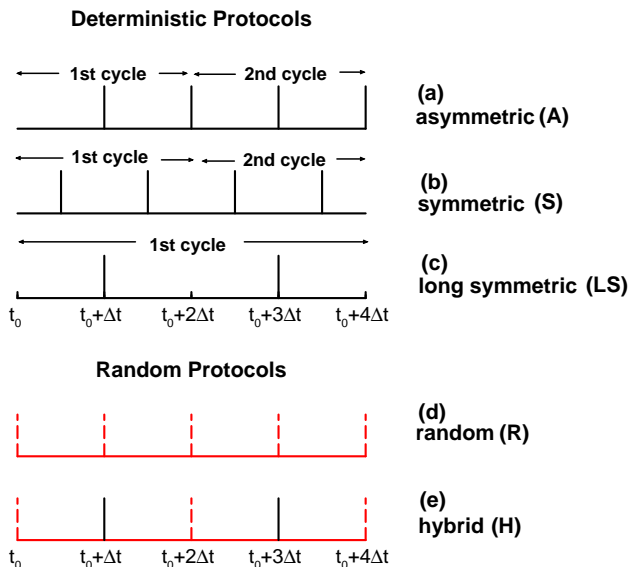 Deterministic Protocols
1st cycle 2nd cycle
(a)
asymmetric (A)
1st cycle 2nd cycle
(b)
symmetric (S)
1st cycle
(c)
long symmetric (LS)
t₀ t₀+Δt t₀+2Δt t₀+3Δt t₀+4Δt
Random Protocols
(d)
random (R)
(e)
hybrid (H)
t₀ t₀+Δt t₀+2Δt t₀+3Δt t₀+4Δt